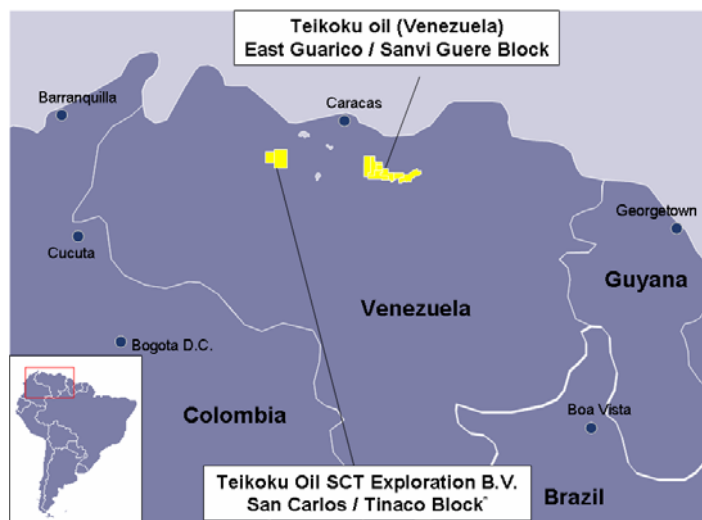 Teikoku oil (Venezuela)
East Guarico / Sanvi Guere Block
Barranquilla
Caracas
Georgetown
Cucuta
Guyana
Venezuela
Bogota D.C.
Colombia
Boa Vista
Teikoku Oil SCT Exploration B.V.
San Carlos / Tinaco Block*
Brazil